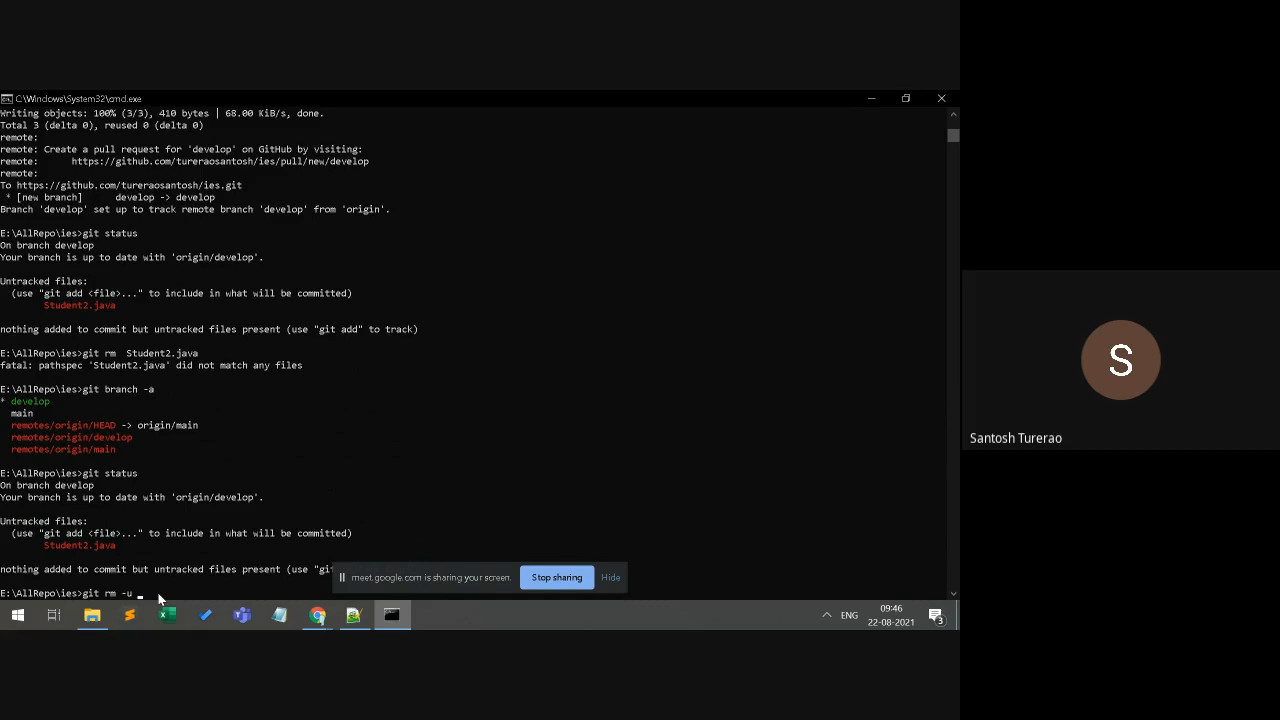 C:\Windows\System32\cmd.exe
Writing objects: 100% (3/3), 410 bytes | 68.00 KiB/s, done.
Total 3 (delta 0), reused 0 (delta 0)
remote:
remote: Create a pull request for 'develop' on GitHub by visiting:
remote:      https://github.com/tureraosantosh/ies/pull/new/develop
remote:
To https://github.com/tureraosantosh/ies.git
 * [new branch]      develop -> develop
Branch 'develop' set up to track remote branch 'develop' from 'origin'.
E:\AllRepo\ies>git status
On branch develop
Your branch is up to date with 'origin/develop'.
Untracked files:
  (use "git add <file>..." to include in what will be committed)
        Student2.java
nothing added to commit but untracked files present (use "git add" to track)
E:\AllRepo\ies>git rm  Student2.java
fatal: pathspec 'Student2.java' did not match any files
E:\AllRepo\ies>git branch -a
* develop
  main
  remotes/origin/HEAD -> origin/main
  remotes/origin/develop
  remotes/origin/main
E:\AllRepo\ies>git status
On branch develop
Your branch is up to date with 'origin/develop'.
Untracked files:
  (use "git add <file>..." to include in what will be committed)
        Student2.java
nothing added to commit but untracked files present (use "git
meet.google.com is sharing your screen. Stop sharing Hide
E:\AllRepo\ies>git rm -u _
ENG
09:46
22-08-2021
3
S
Santosh Turerao